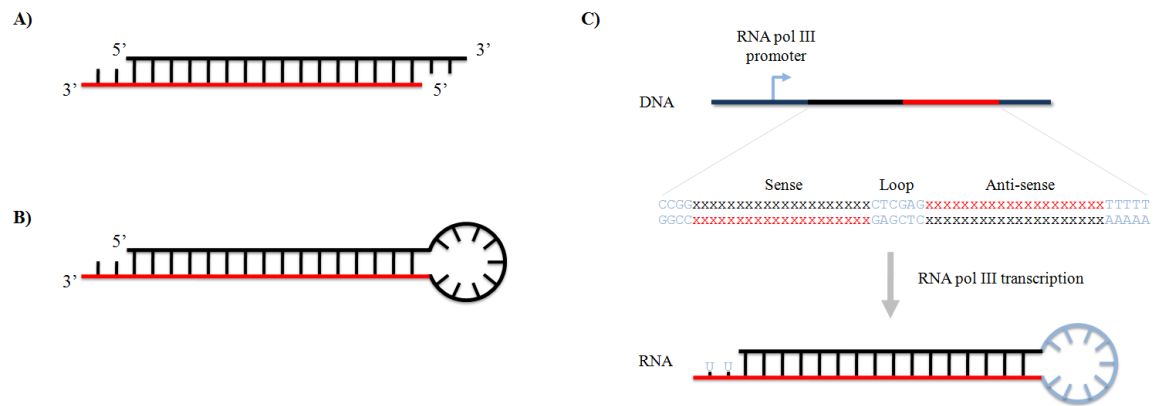 A)
5’
3’
3’
5’
B)
5’
3’
C)
RNA pol III
promoter
DNA
Sense Loop Anti-sense
CCGGxxxxxxxxxxxxxxxxxxxxxCTCGAGxxxxxxxxxxxxxxxxxxxxxTTTTT
GGCCxxxxxxxxxxxxxxxxxxxxxGAGCTCxxxxxxxxxxxxxxxxxxxxxAAAAA
RNA pol III transcription
RNA
U U